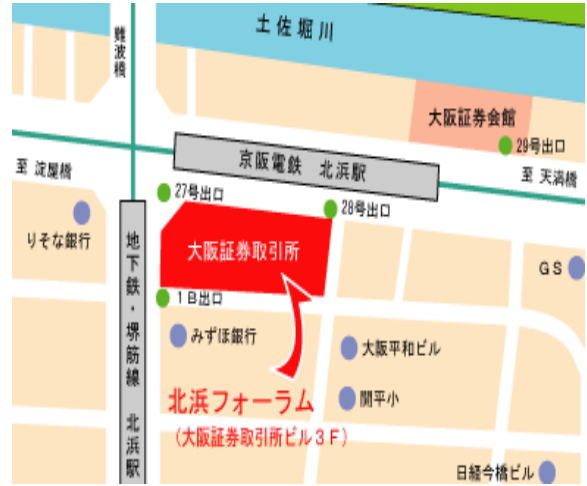 土佐堀川
難波橋
大阪証券会館
29号出口
京阪電鉄 北浜駅
至 淀屋橋
至 天満橋
27号出口
28号出口
りそな銀行
地下鉄・堺筋線 北浜駅
大阪証券取引所
GS
1B出口
みずほ銀行
大阪平和ビル
北浜フォーラム
(大阪証券取引所ビル3F)
開平小
日経今橋ビル